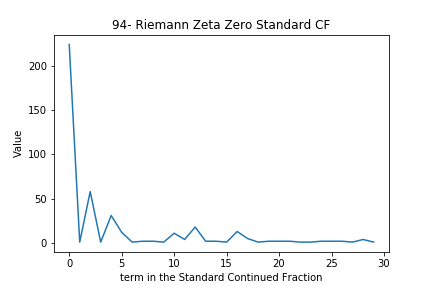 94- Riemann Zeta Zero Standard CF
Value
200
150
100
50
0
0 5 10 15 20 25 30
term in the Standard Continued Fraction